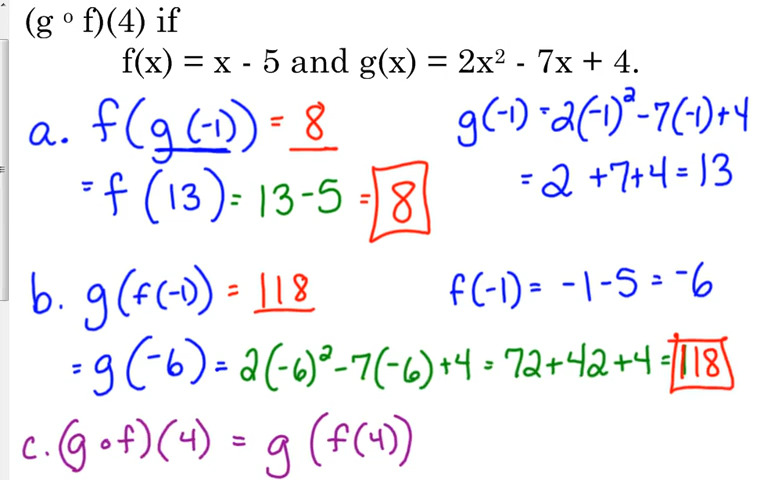 (g ∘ f)(4) if
f(x) = x - 5 and g(x) = 2x² - 7x + 4.
a. f(g(-1)) = 8
g(-1) = 2(-1)² - 7(-1) + 4
= f(13) = 13 - 5 = 8
= 2 + 7 + 4 = 13
b. g(f(-1)) = 118
f(-1) = -1 - 5 = -6
= g(-6) = 2(-6)² - 7(-6) + 4 = 72 + 42 + 4 = 118
c. (g ∘ f)(4) = g(f(4))